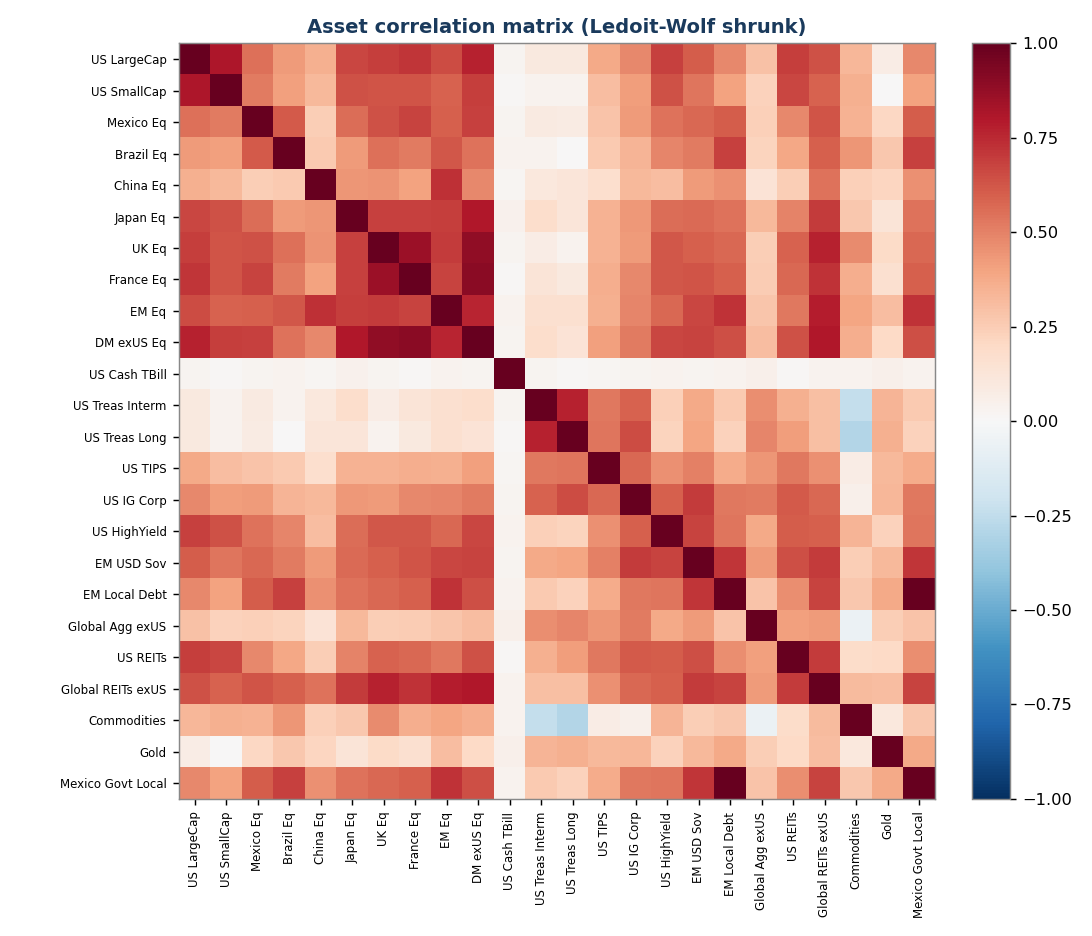 Asset correlation matrix (Ledoit-Wolf shrunk)
US LargeCap
US SmallCap
Mexico Eq
Brazil Eq
China Eq
Japan Eq
UK Eq
France Eq
EM Eq
DM exUS Eq
US Cash TBill
US Treas Interm
US Treas Long
US TIPS
US IG Corp
US HighYield
EM USD Sov
EM Local Debt
Global Agg exUS
US REITs
Global REITs exUS
Commodities
Gold
Mexico Govt Local
US LargeCap
US SmallCap
Mexico Eq
Brazil Eq
China Eq
Japan Eq
UK Eq
France Eq
EM Eq
DM exUS Eq
US Cash TBill
US Treas Interm
US Treas Long
US TIPS
US IG Corp
US HighYield
EM USD Sov
EM Local Debt
Global Agg exUS
US REITs
Global REITs exUS
Commodities
Gold
Mexico Govt Local
1.00
0.75
0.50
0.25
0.00
−0.25
−0.50
−0.75
−1.00